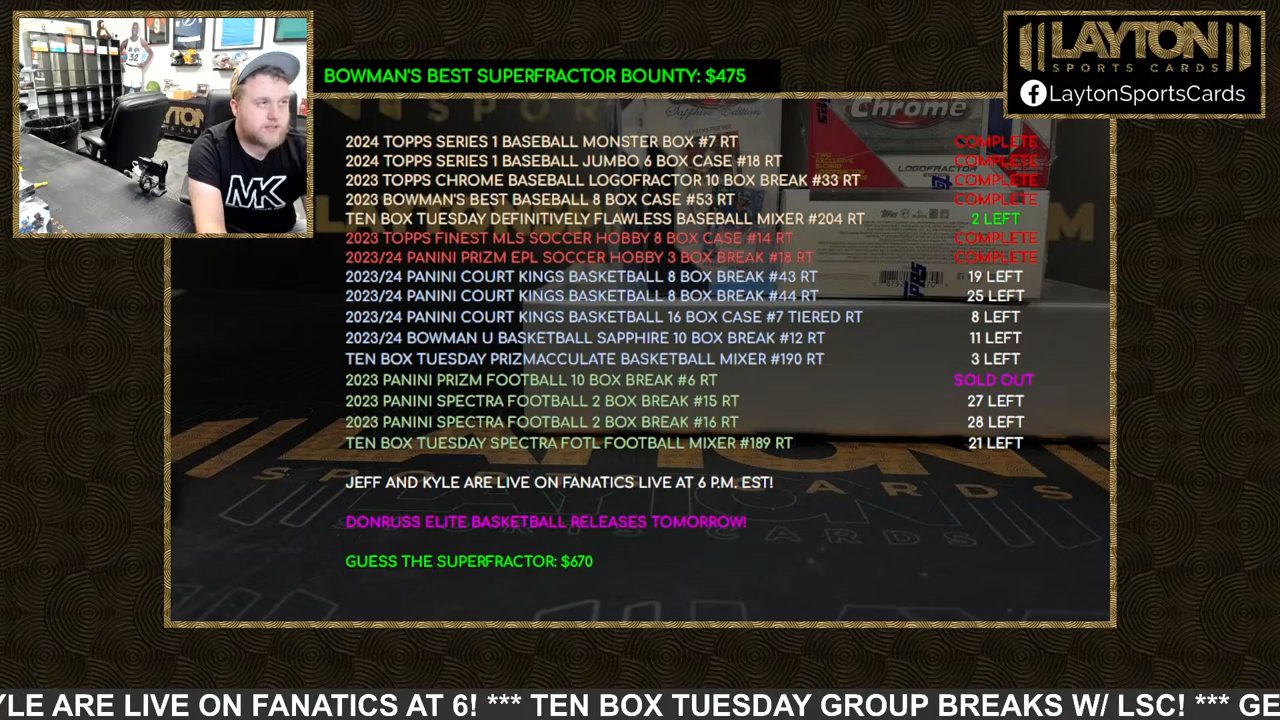 LAYTON
SPORTS CARDS
LaytonSportsCards
BOWMAN'S BEST SUPERFRACTOR BOUNTY: $475
2024 TOPPS SERIES 1 BASEBALL MONSTER BOX #7 RT COMPLETE
2024 TOPPS SERIES 1 BASEBALL JUMBO 6 BOX CASE #18 RT COMPLETE
2023 TOPPS CHROME BASEBALL LOGOFRACTOR 10 BOX BREAK #33 RT COMPLETE
2023 BOWMAN'S BEST BASEBALL 8 BOX CASE #53 RT COMPLETE
TEN BOX TUESDAY DEFINITIVELY FLAWLESS BASEBALL MIXER #204 RT 2 LEFT
2023 TOPPS FINEST MLS SOCCER HOBBY 8 BOX CASE #14 RT COMPLETE
2023/24 PANINI PRIZM EPL SOCCER HOBBY 3 BOX BREAK #18 RT COMPLETE
2023/24 PANINI COURT KINGS BASKETBALL 8 BOX BREAK #43 RT 19 LEFT
2023/24 PANINI COURT KINGS BASKETBALL 8 BOX BREAK #44 RT 25 LEFT
2023/24 PANINI COURT KINGS BASKETBALL 16 BOX CASE #7 TIERED RT 8 LEFT
2023/24 BOWMAN U BASKETBALL SAPPHIRE 10 BOX BREAK #12 RT 11 LEFT
TEN BOX TUESDAY PRIZMACCULATE BASKETBALL MIXER #190 RT 3 LEFT
2023 PANINI PRIZM FOOTBALL 10 BOX BREAK #6 RT SOLD OUT
2023 PANINI SPECTRA FOOTBALL 2 BOX BREAK #15 RT 27 LEFT
2023 PANINI SPECTRA FOOTBALL 2 BOX BREAK #16 RT 28 LEFT
TEN BOX TUESDAY SPECTRA FOTL FOOTBALL MIXER #189 RT 21 LEFT
JEFF AND KYLE ARE LIVE ON FANATICS LIVE AT 6 P.M. EST!
DONRUSS ELITE BASKETBALL RELEASES TOMORROW!
GUESS THE SUPERFRACTOR: $670
YLE ARE LIVE ON FANATICS AT 6! *** TEN BOX TUESDAY GROUP BREAKS W/ LSC! *** GE
MK
Sapphire Edition
Chrome
LOGOFRACTOR